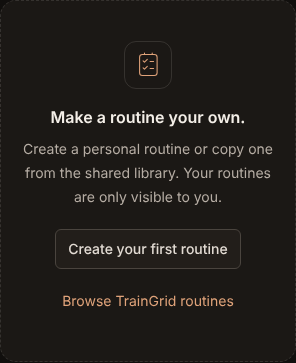 Make a routine your own.
Create a personal routine or copy one
from the shared library. Your routines
are only visible to you.
Create your first routine
Browse TrainGrid routines